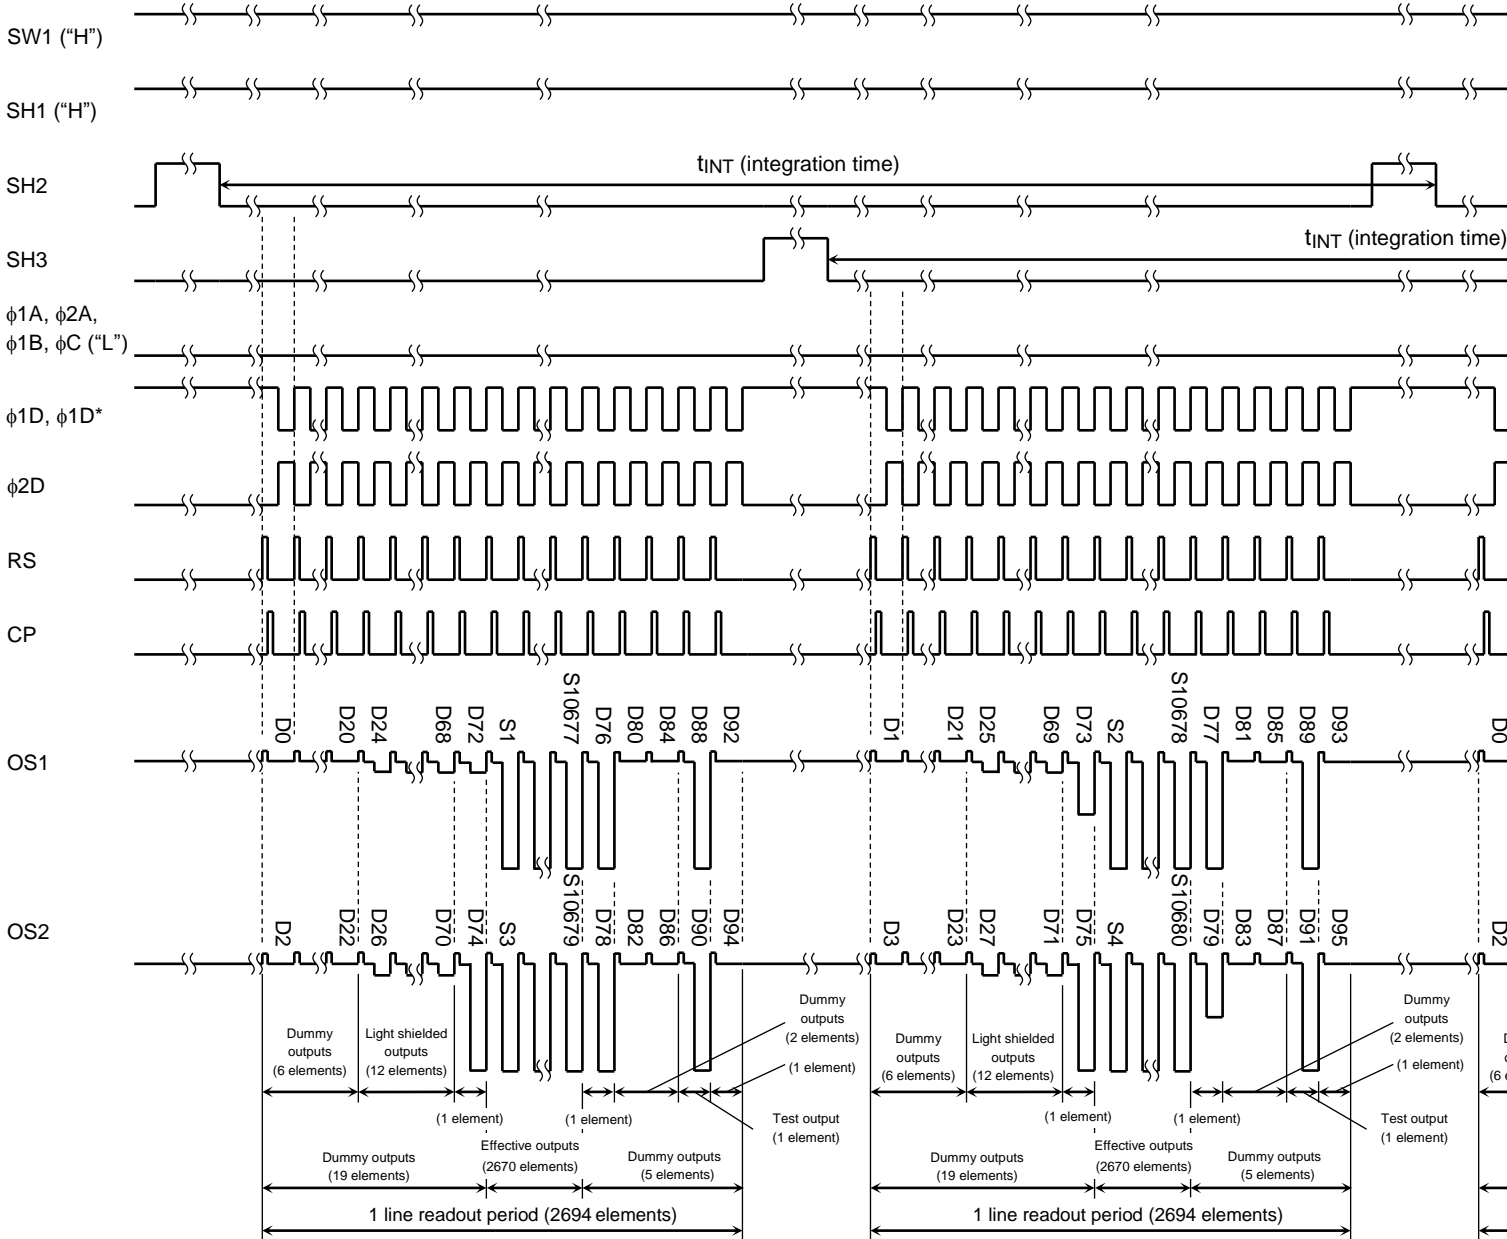 SW1 (“H”)
SH1 (“H”)
SH2
tINT (integration time)
SH3
tINT (integration time)
ϕ1A, ϕ2A,
ϕ1B, ϕC (“L”)
ϕ1D, ϕ1D*
ϕ2D
RS
CP
OS1
D0
D20
D24
D68
D72
S1
S10677
D76
D80
D84
D88
D92
D1
D21
D25
D69
D73
S2
S10678
D77
D81
D85
D89
D93
D0
OS2
D2
D22
D26
D70
D74
S3
S10679
D78
D82
D86
D90
D94
D3
D23
D27
D71
D75
S4
S10680
D79
D83
D87
D91
D95
D2
Dummy
outputs
(6 elements)
Light shielded
outputs
(12 elements)
(1 element)
(1 element)
Dummy
outputs
(2 elements)
(1 element)
Test output
(1 element)
Dummy outputs
(19 elements)
Effective outputs
(2670 elements)
Dummy outputs
(5 elements)
1 line readout period (2694 elements)
Dummy
outputs
(6 elements)
Light shielded
outputs
(12 elements)
(1 element)
(1 element)
Dummy
outputs
(2 elements)
(1 element)
Test output
(1 element)
Dummy outputs
(19 elements)
Effective outputs
(2670 elements)
Dummy outputs
(5 elements)
1 line readout period (2694 elements)